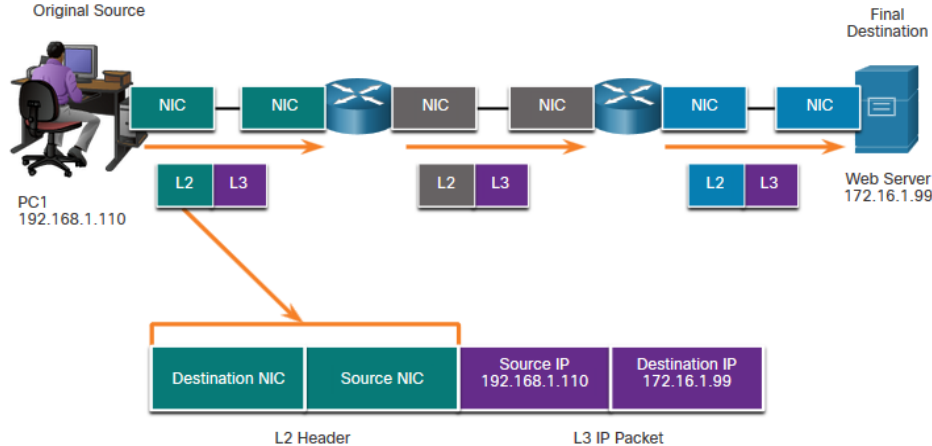 Original Source
Final
Destination
NIC
NIC
NIC
NIC
NIC
NIC
L2
L3
L2
L3
L2
L3
PC1
192.168.1.110
Web Server
172.16.1.99
Destination NIC
Source NIC
Source IP
192.168.1.110
Destination IP
172.16.1.99
L2 Header
L3 IP Packet